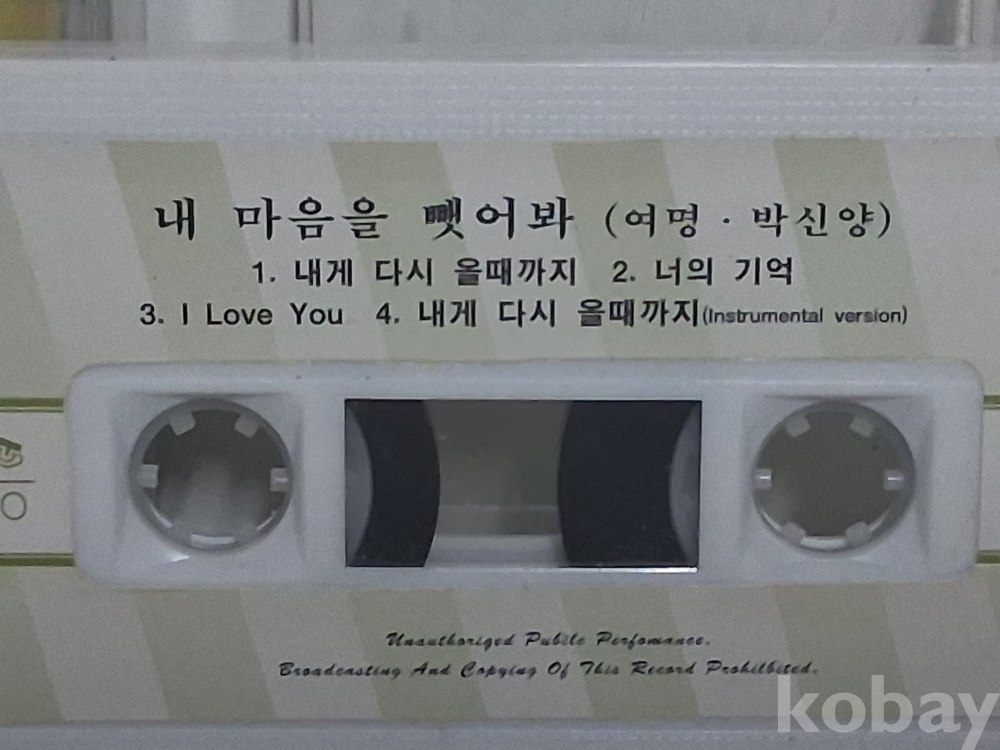 내 마음을 뺏어봐 (여명 · 박신양)
1. 내게 다시 올때까지 2. 너의 기억
3. I Love You 4. 내게 다시 올때까지(Instrumental version)
Unauthoriged Pubilc Perfomance.
Broadcasting And Copying Of This Record Prohilbited.
kobay